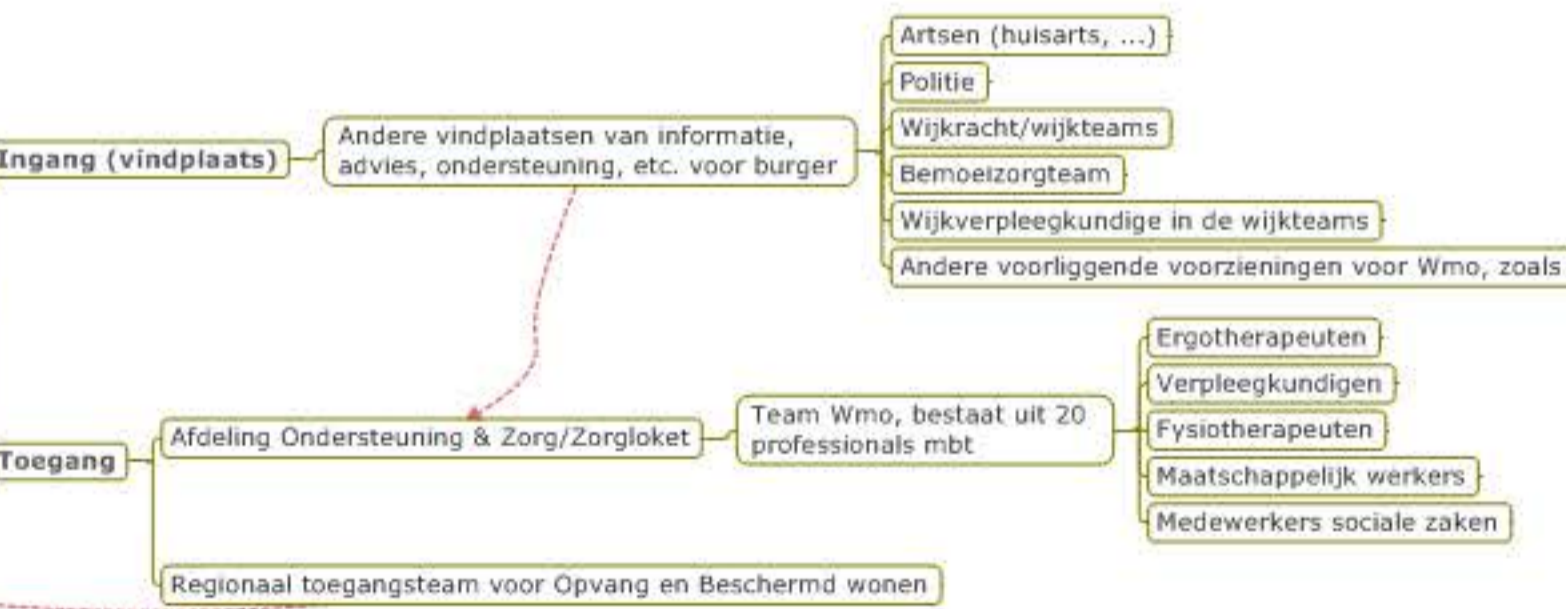 Ingang (vindplaats)
Andere vindplaatsen van informatie,
advies, ondersteuning, etc. voor burger
Artsen (huisarts, ...)
Politie
Wijkracht/wijkteams
Bemoeizorgteam
Wijkverpleegkundige in de wijkteams
Andere voorliggende voorzieningen voor Wmo, zoals
Toegang
Afdeling Ondersteuning & Zorg/Zorgloket
Team Wmo, bestaat uit 20
professionals mbt
Ergotherapeuten
Verpleegkundigen
Fysiotherapeuten
Maatschappelijk werkers
Medewerkers sociale zaken
Regionaal toegangsteam voor Opvang en Beschermd wonen